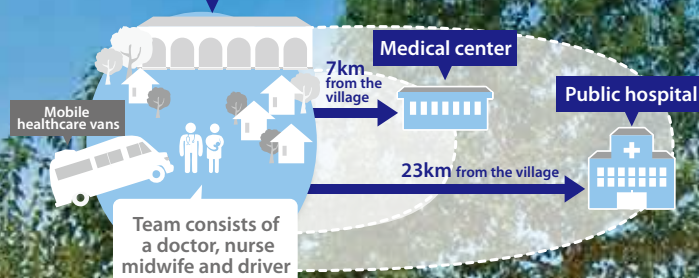 Medical center
7km
from the
village
Public hospital
Mobile
healthcare vans
23km from the village
Team consists of
a doctor, nurse
midwife and driver